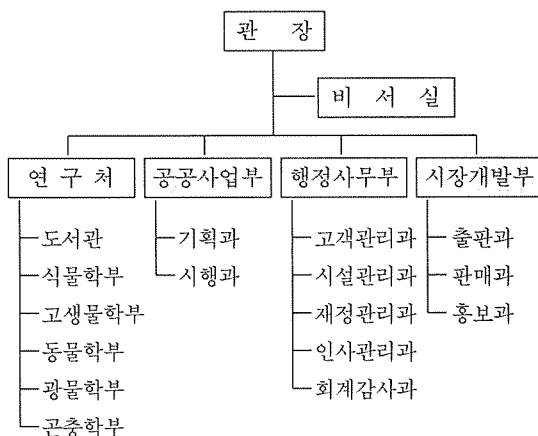 관 장
비 서 실
연 구 처
공공사업부
행정사무부
시장개발부
도서관
식물학부
고생물학부
동물학부
광물학부
곤충학부
기획과
시행과
고객관리과
시설관리과
재정관리과
인사관리과
회계감사과
출판과
판매과
홍보과